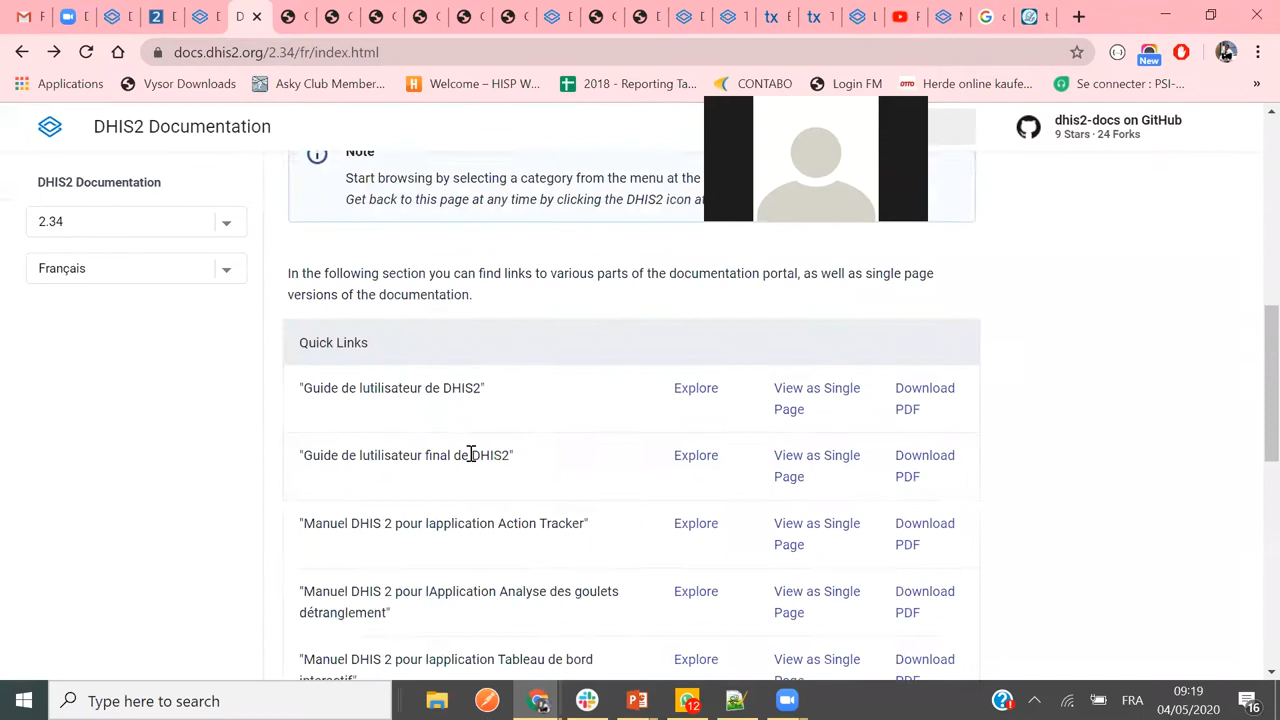 docs.dhis2.org/2.34/fr/index.html
New
Applications
Vysor Downloads
Asky Club Member...
Welcome – HISP W...
2018 - Reporting Ta...
CONTABO
Login FM
Herde online kaufe...
Se connecter : PSI-...
»
DHIS2 Documentation
dhis2-docs on GitHub
9 Stars · 24 Forks
DHIS2 Documentation
2.34
Français
Note
Start browsing by selecting a category from the menu at the
Get back to this page at any time by clicking the DHIS2 icon at
In the following section you can find links to various parts of the documentation portal, as well as single page
versions of the documentation.
Quick Links
"Guide de lutilisateur de DHIS2"
Explore
View as Single
Page
Download
PDF
"Guide de lutilisateur final de DHIS2"
Explore
View as Single
Page
Download
PDF
"Manuel DHIS 2 pour lapplication Action Tracker"
Explore
View as Single
Page
Download
PDF
"Manuel DHIS 2 pour lApplication Analyse des goulets
détranglement"
Explore
View as Single
Page
Download
PDF
"Manuel DHIS 2 pour lapplication Tableau de bord
interactif"
Explore
View as Single
Page
Download
PDF
Type here to search
12
FRA
09:19
04/05/2020
16